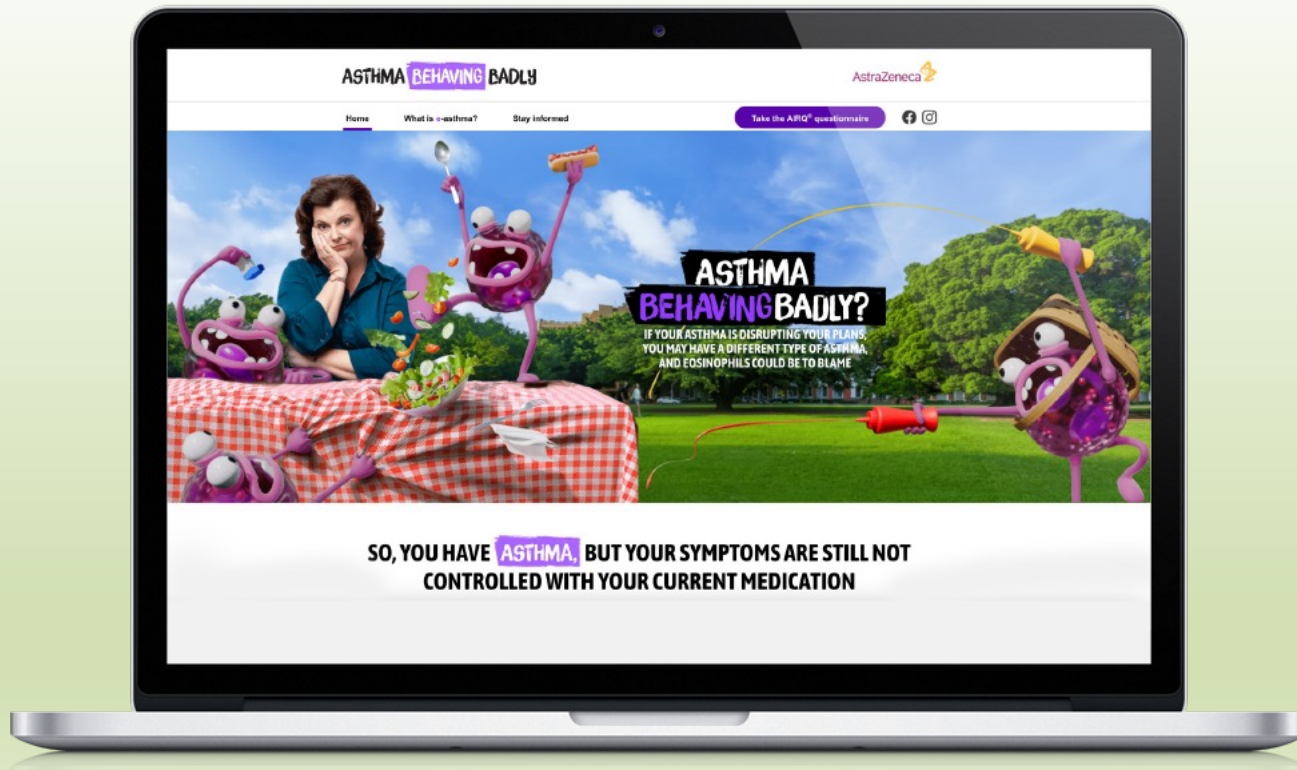 ASTHMA BEHAVING BADLY
AstraZeneca
Home
What is e-asthma?
Stay informed
Take the AIRQ® questionnaire
ASTHMA
BEHAVING BADLY?
IF YOUR ASTHMA IS DISRUPTING YOUR PLANS,
YOU MAY HAVE A DIFFERENT TYPE OF ASTHMA,
AND EOSINOPHILS COULD BE TO BLAME
SO, YOU HAVE ASTHMA, BUT YOUR SYMPTOMS ARE STILL NOT
CONTROLLED WITH YOUR CURRENT MEDICATION